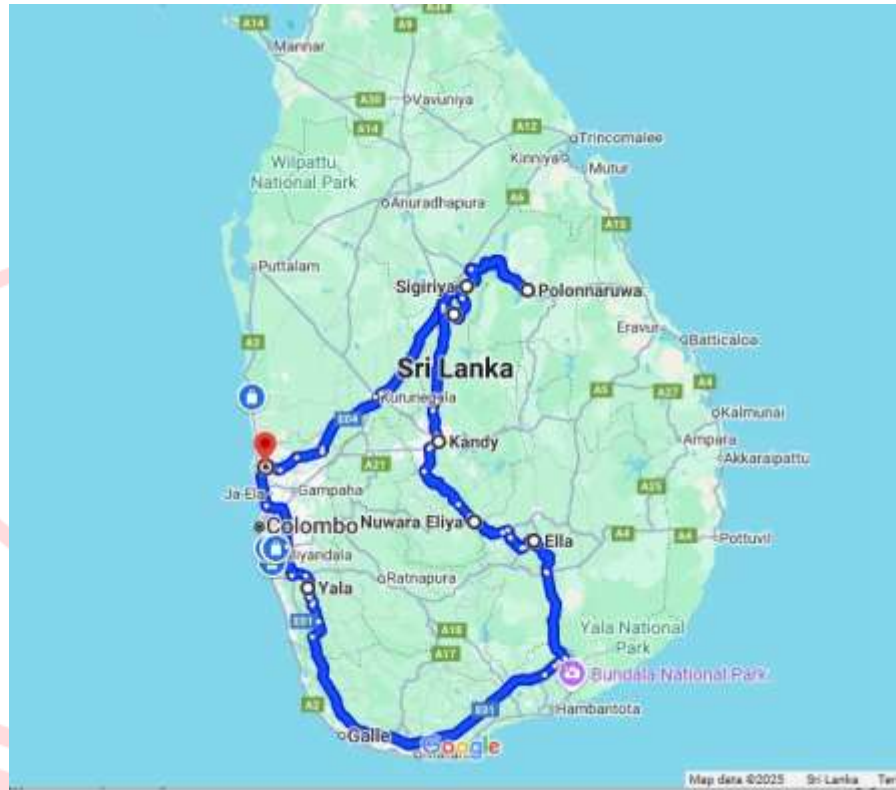 A14
A9
Mannar
A30
Vavuniya
A14
A12
Trincomalee
Kinniya
Mutur
Wilpattu
National Park
Anuradhapura
A6
A15
Puttalam
Sigiriya
Polonnaruwa
Eravur
Batticaloa
A3
Sri Lanka
A5
A27
A4
Kurunegala
Kalmunai
E04
Kandy
Ampara
Akkaraipattu
A21
Ja-Ela
Gampaha
A25
Colombo
Nuwara Eliya
Ella
A4
A4
Pottuvil
liyandala
Ratnapura
Yala
E01
A18
Yala National
Park
A17
Bundala National Park
A2
E01
Hambantota
Galle
Google
Map data ©2025
Sri Lanka
Ter